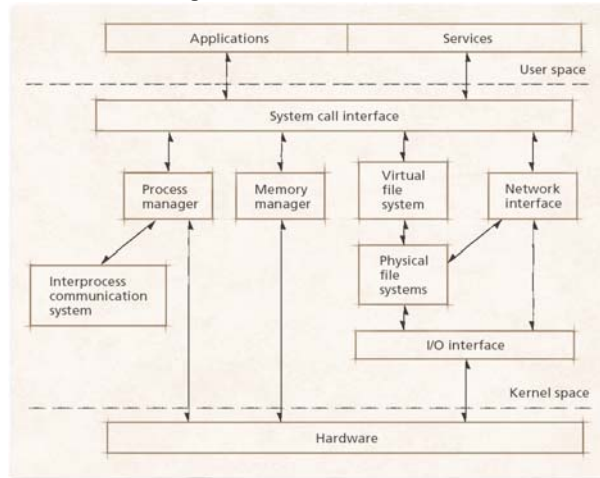 Applications
Services
User space
System call interface
Process
manager
Memory
manager
Virtual
file
system
Network
interface
Interprocess
communication
system
Physical
file
systems
I/O interface
Kernel space
Hardware